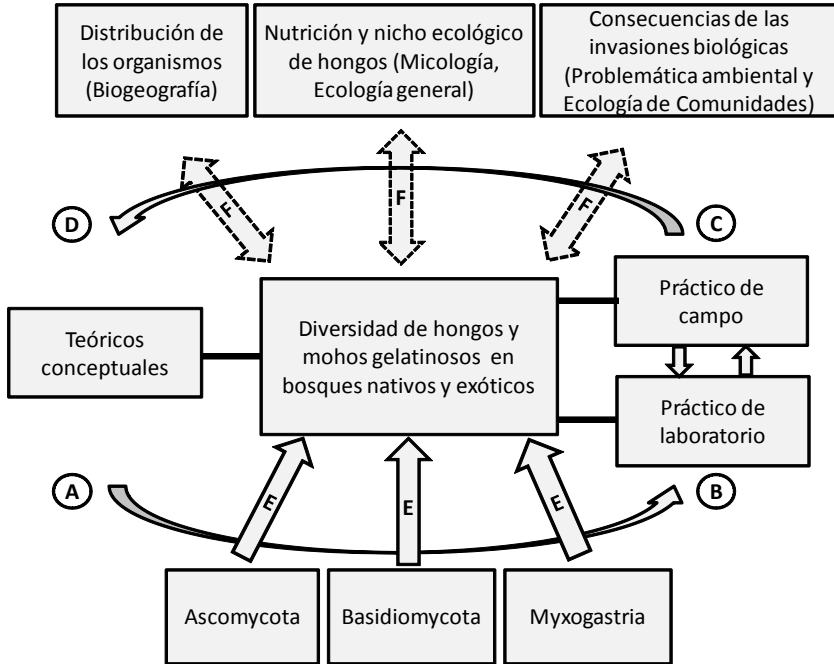 Distribución de
los organismos
(Biogeografía)
Nutrición y nicho ecológico
de hongos (Micología,
Ecología general)
Consecuencias de las
invasiones biológicas
(Problemática ambiental y
Ecología de Comunidades)
F
F
F
D
C
Teóricos
conceptuales
Diversidad de hongos y
mohos gelatinosos en
bosques nativos y exóticos
Práctico de
campo
Práctico de
laboratorio
A
B
E
E
E
Ascomycota
Basidiomycota
Myxogastria